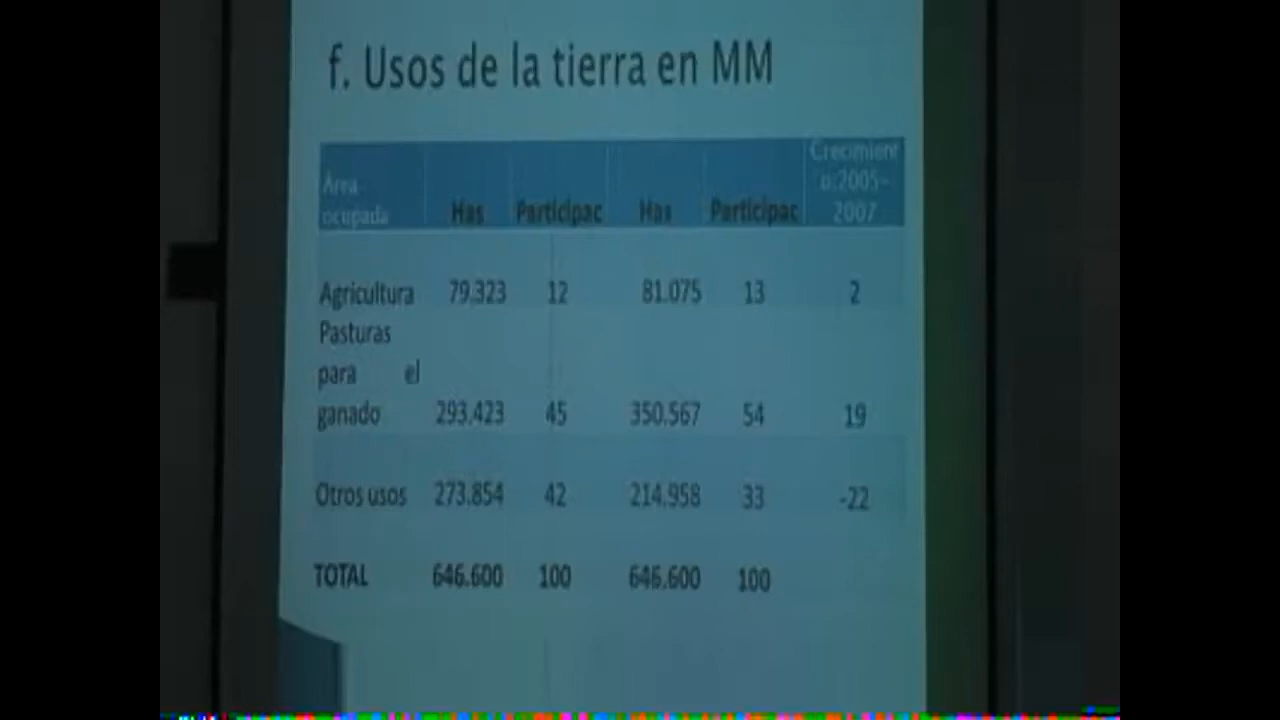 f. Usos de la tierra en MM
Área ocupada Has Participac Has Participac Crecimient o:2005-2007
Agricultura 79.323 12 81.075 13 2
Pasturas para el ganado 293.423 45 350.567 54 19
Otros usos 273.854 42 214.958 33 -22
TOTAL 646.600 100 646.600 100